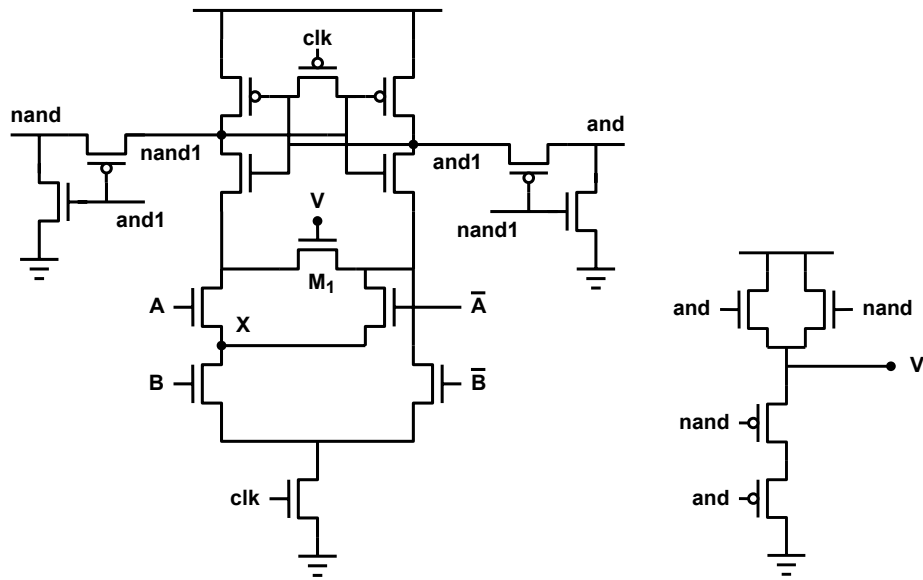 clk
nand
and
nand1
and1
and1
nand1
V
M1
A
A̅
X
B
B̅
clk
and
nand
V
nand
and